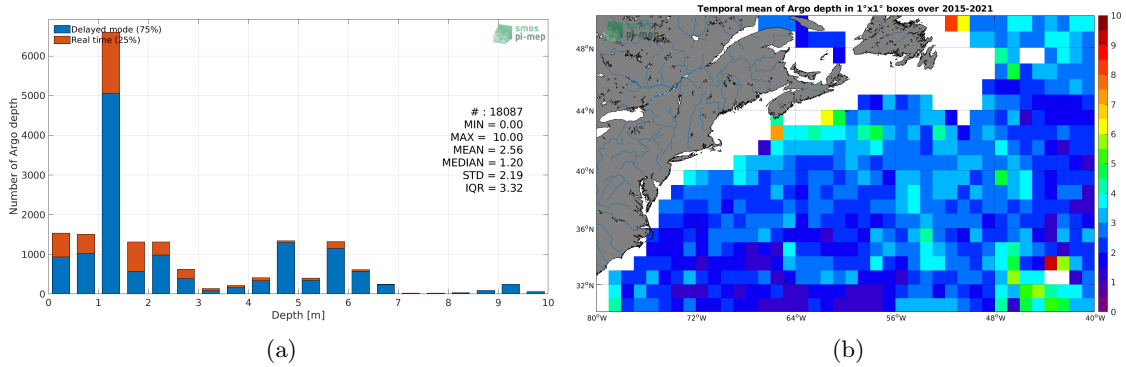 Delayed mode (75%)
Real time (25%)
smos
pi-mep
# : 18087
MIN = 0.00
MAX = 10.00
MEAN = 2.56
MEDIAN = 1.20
STD = 2.19
IQR = 3.32
Number of Argo depth
6000
5000
4000
3000
2000
1000
0
0 1 2 3 4 5 6 7 8 9 10
Depth [m]
(a)
Temporal mean of Argo depth in 1°x1° boxes over 2015-2021
smos
pi-mep
48°N
44°N
40°N
36°N
32°N
80°W 72°W 64°W 56°W 48°W 40°W
10
9
8
7
6
5
4
3
2
1
0
(b)